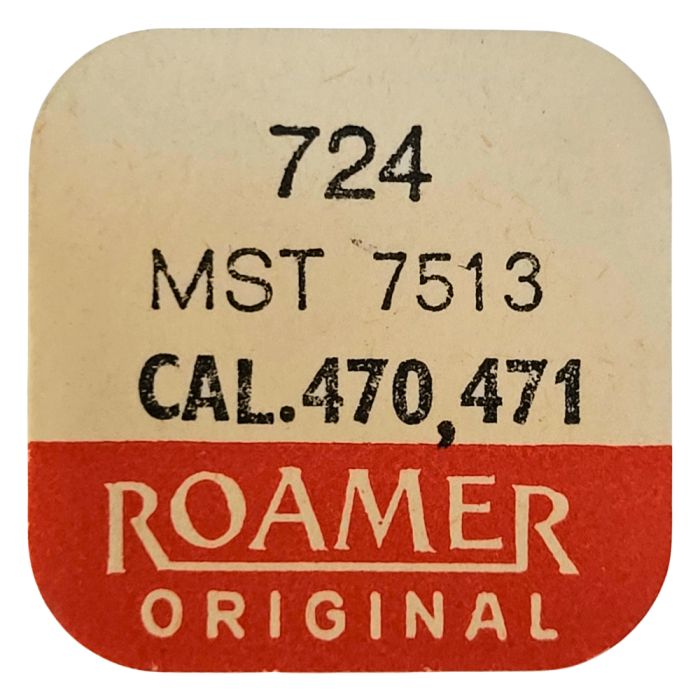 724
MST 7513
CAL.470,471
ROAMER
ORIGINAL